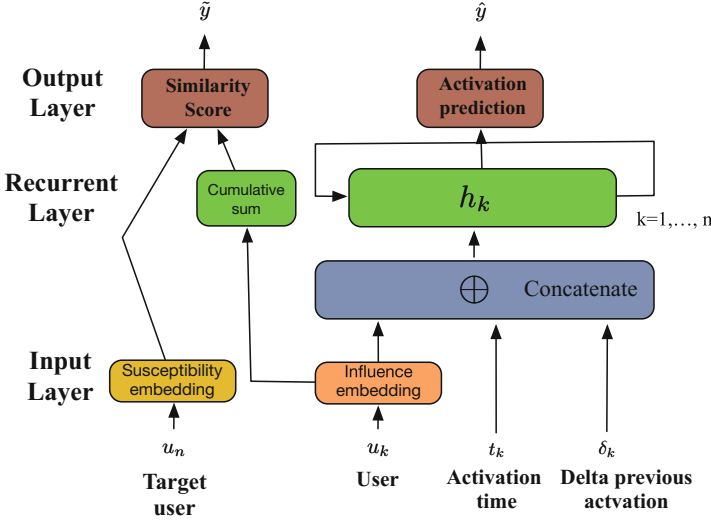 ỹ
ŷ
Output
Layer
Similarity
Score
Activation
prediction
Recurrent
Layer
Cumulative
sum
h_k
k=1,…, n
⊕ Concatenate
Input
Layer
Susceptibility
embedding
Influence
embedding
u_n
u_k
t_k
δ_k
Target
user
User
Activation
time
Delta previous
actvation